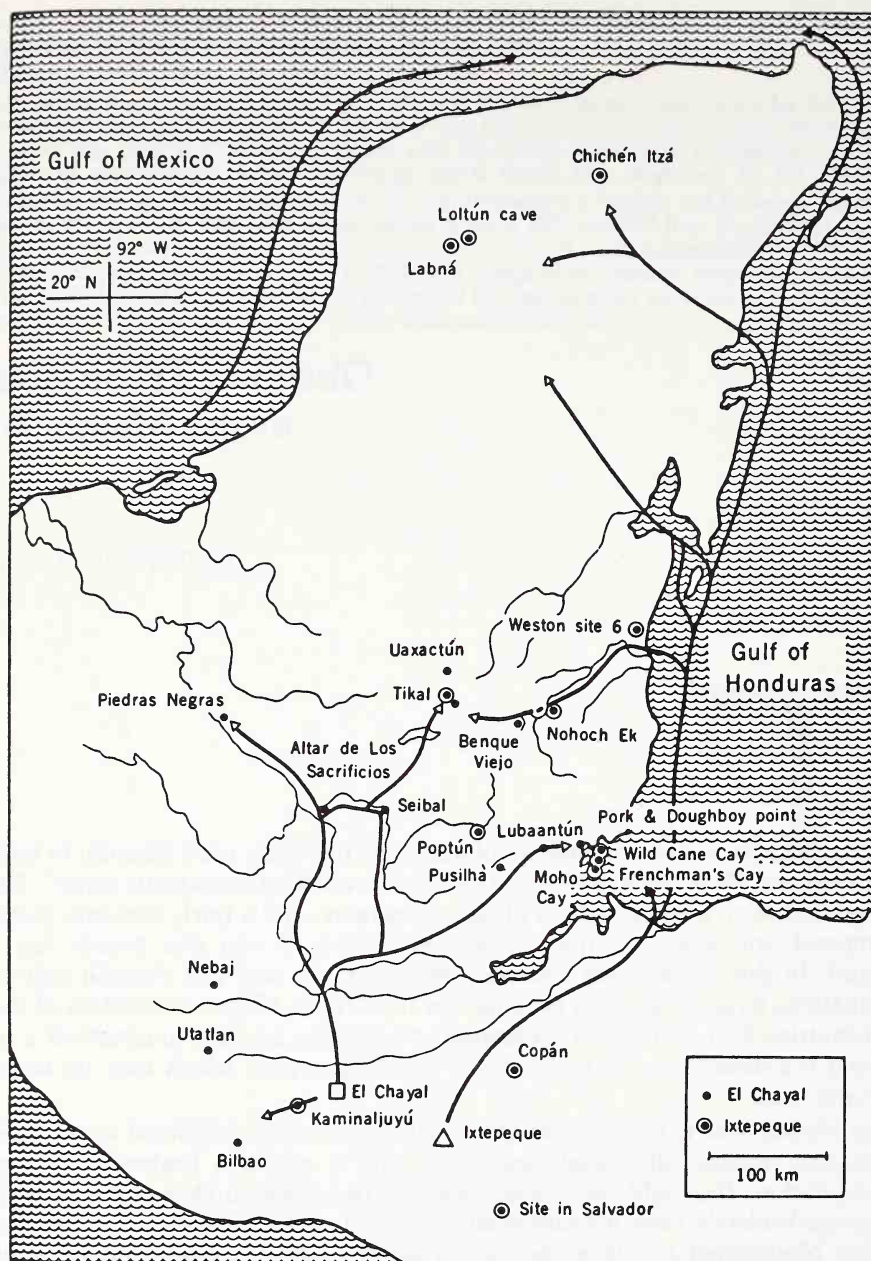 Gulf of Mexico
Chichén Itzá
Loltún cave
Labná
92° W
20° N
Weston site 6
Uaxactún
Gulf of
Honduras
Tikal
Piedras Negras
Altar de Los
Sacrificios
Benque
Viejo
Nohoch Ek
Seibal
Pork & Doughboy point
Poptún
Lubaantún
Wild Cane Cay
Pusilhà
Moho
Cay
Frenchman's Cay
Nebaj
Utatlan
Copán
El Chayal
Kaminaljuyú
Ixtepeque
Bilbao
Site in Salvador
El Chayal
Ixtepeque
100 km